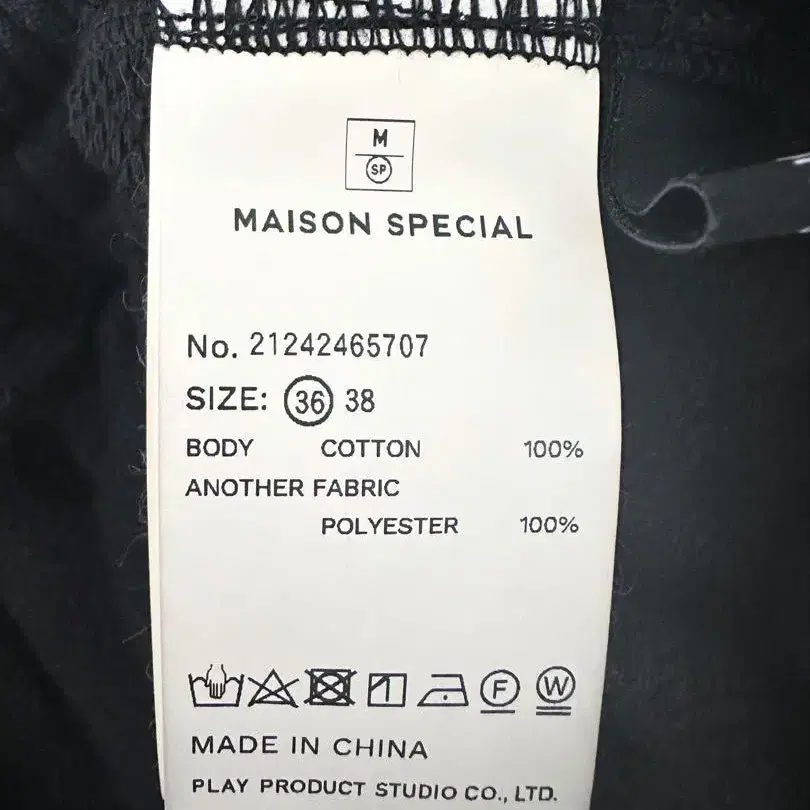 M
SP
MAISON SPECIAL
No. 21242465707
SIZE: 36 38
BODY COTTON 100%
ANOTHER FABRIC
POLYESTER 100%
F W
MADE IN CHINA
PLAY PRODUCT STUDIO CO., LTD.